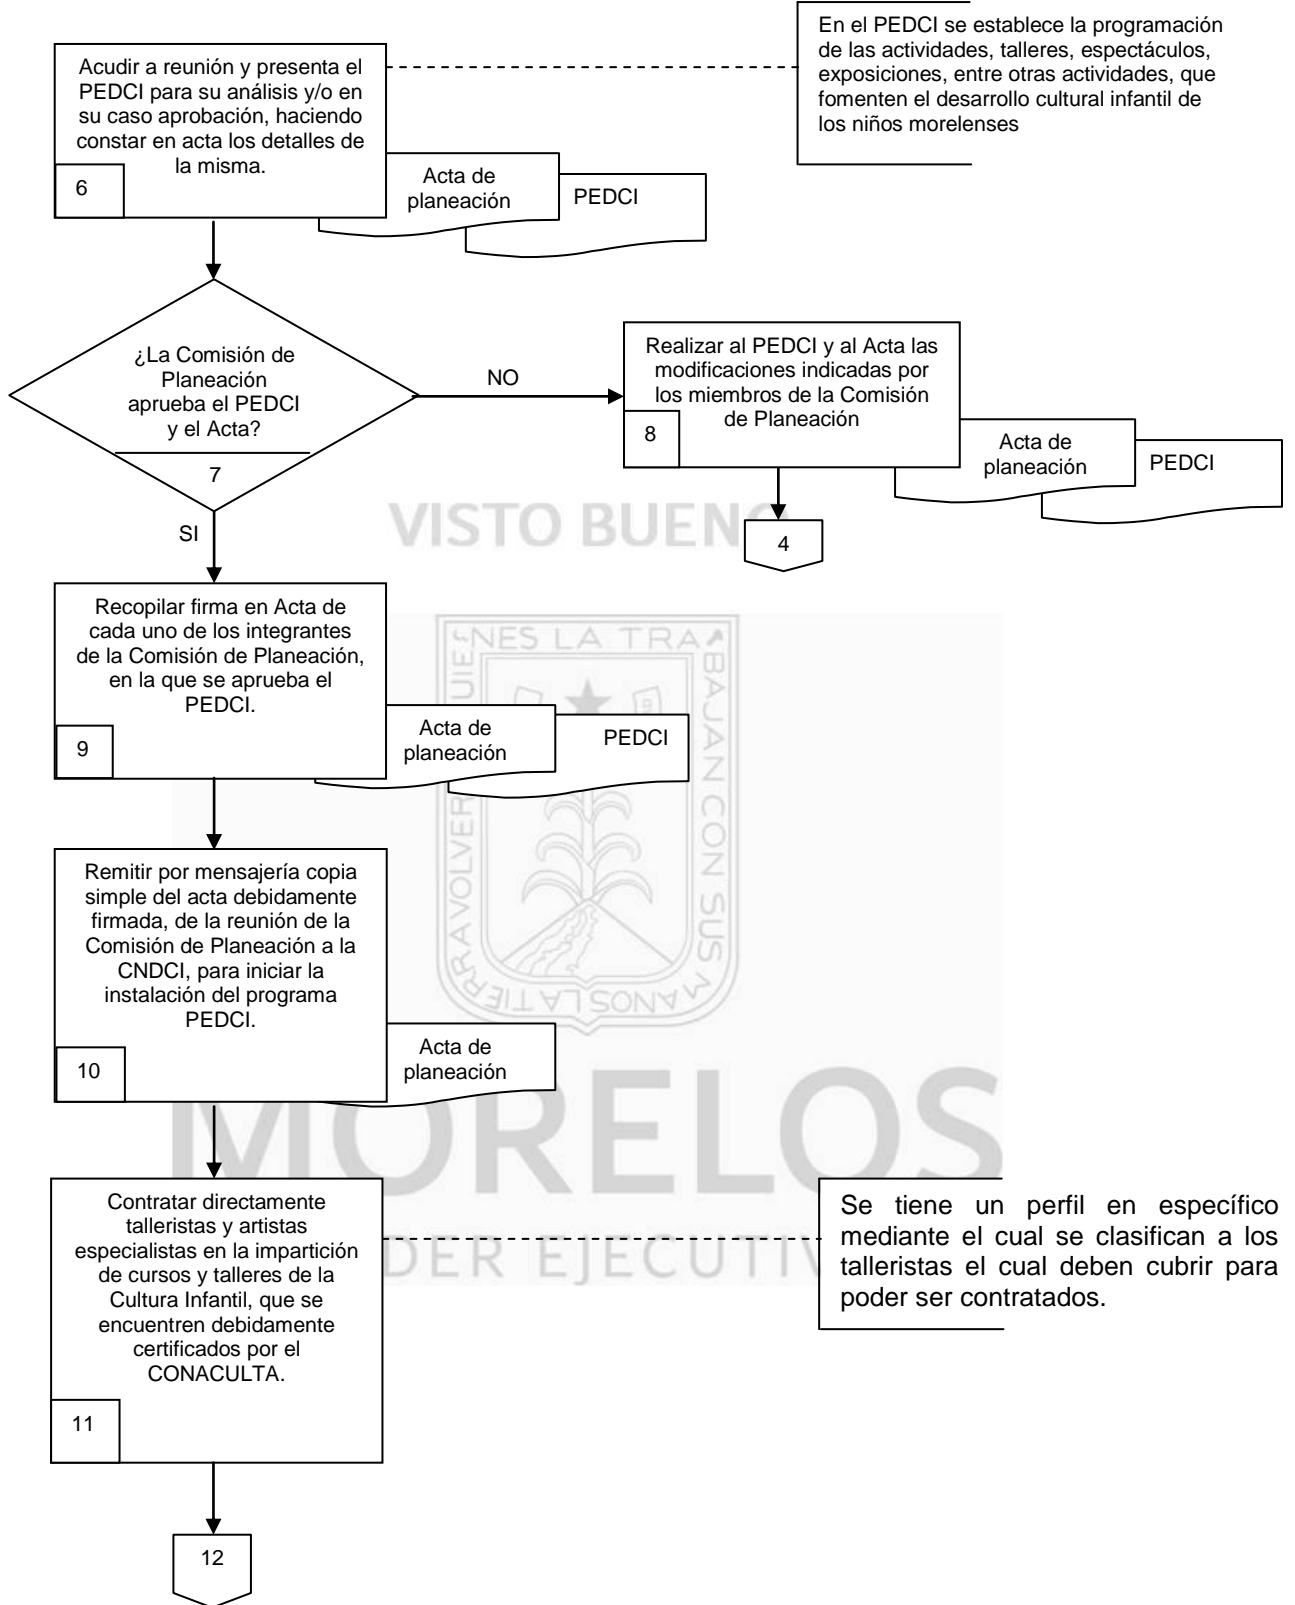 En el PEDCI se establece la programación
de las actividades, talleres, espectáculos,
exposiciones, entre otras actividades, que
fomenten el desarrollo cultural infantil de
los niños morelenses
Acudir a reunión y presenta el
PEDCI para su análisis y/o en
su caso aprobación, haciendo
constar en acta los detalles de
la misma.
6
Acta de
planeación
PEDCI
¿La Comisión de
Planeación
aprueba el PEDCI
y el Acta?
7
NO
Realizar al PEDCI y al Acta las
modificaciones indicadas por
los miembros de la Comisión
de Planeación
8
Acta de
planeación
PEDCI
4
SI
VISTO BUENO
Recopilar firma en Acta de
cada uno de los integrantes
de la Comisión de Planeación,
en la que se aprueba el
PEDCI.
9
Acta de
planeación
PEDCI
Remitir por mensajería copia
simple del acta debidamente
firmada, de la reunión de la
Comisión de Planeación a la
CNDCI, para iniciar la
instalación del programa
PEDCI.
10
Acta de
planeación
MORELOS
Contratar directamente
talleristas y artistas
especialistas en la impartición
de cursos y talleres de la
Cultura Infantil, que se
encuentren debidamente
certificados por el
CONACULTA.
11
Se tiene un perfil en específico
mediante el cual se clasifican a los
talleristas el cual deben cubrir para
poder ser contratados.
12